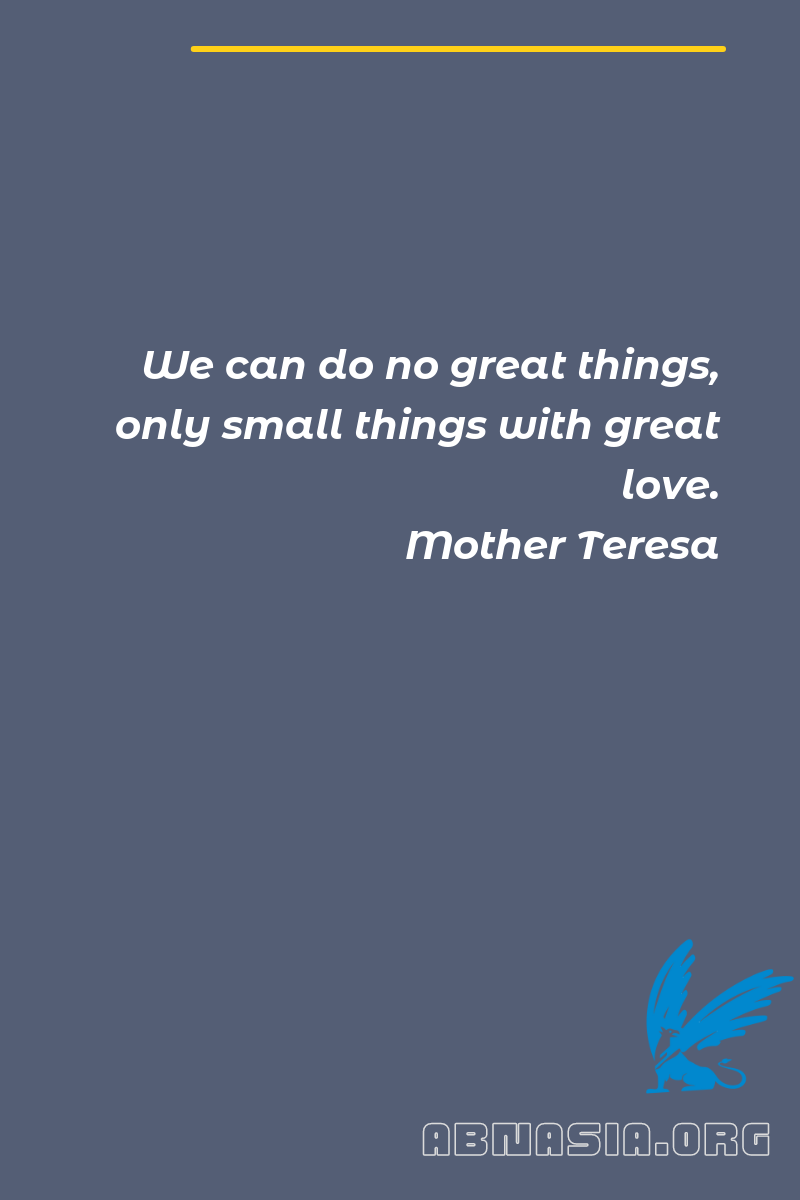 We can do no great things,
only small things with great
love.
Mother Teresa
ABNASIA.ORG